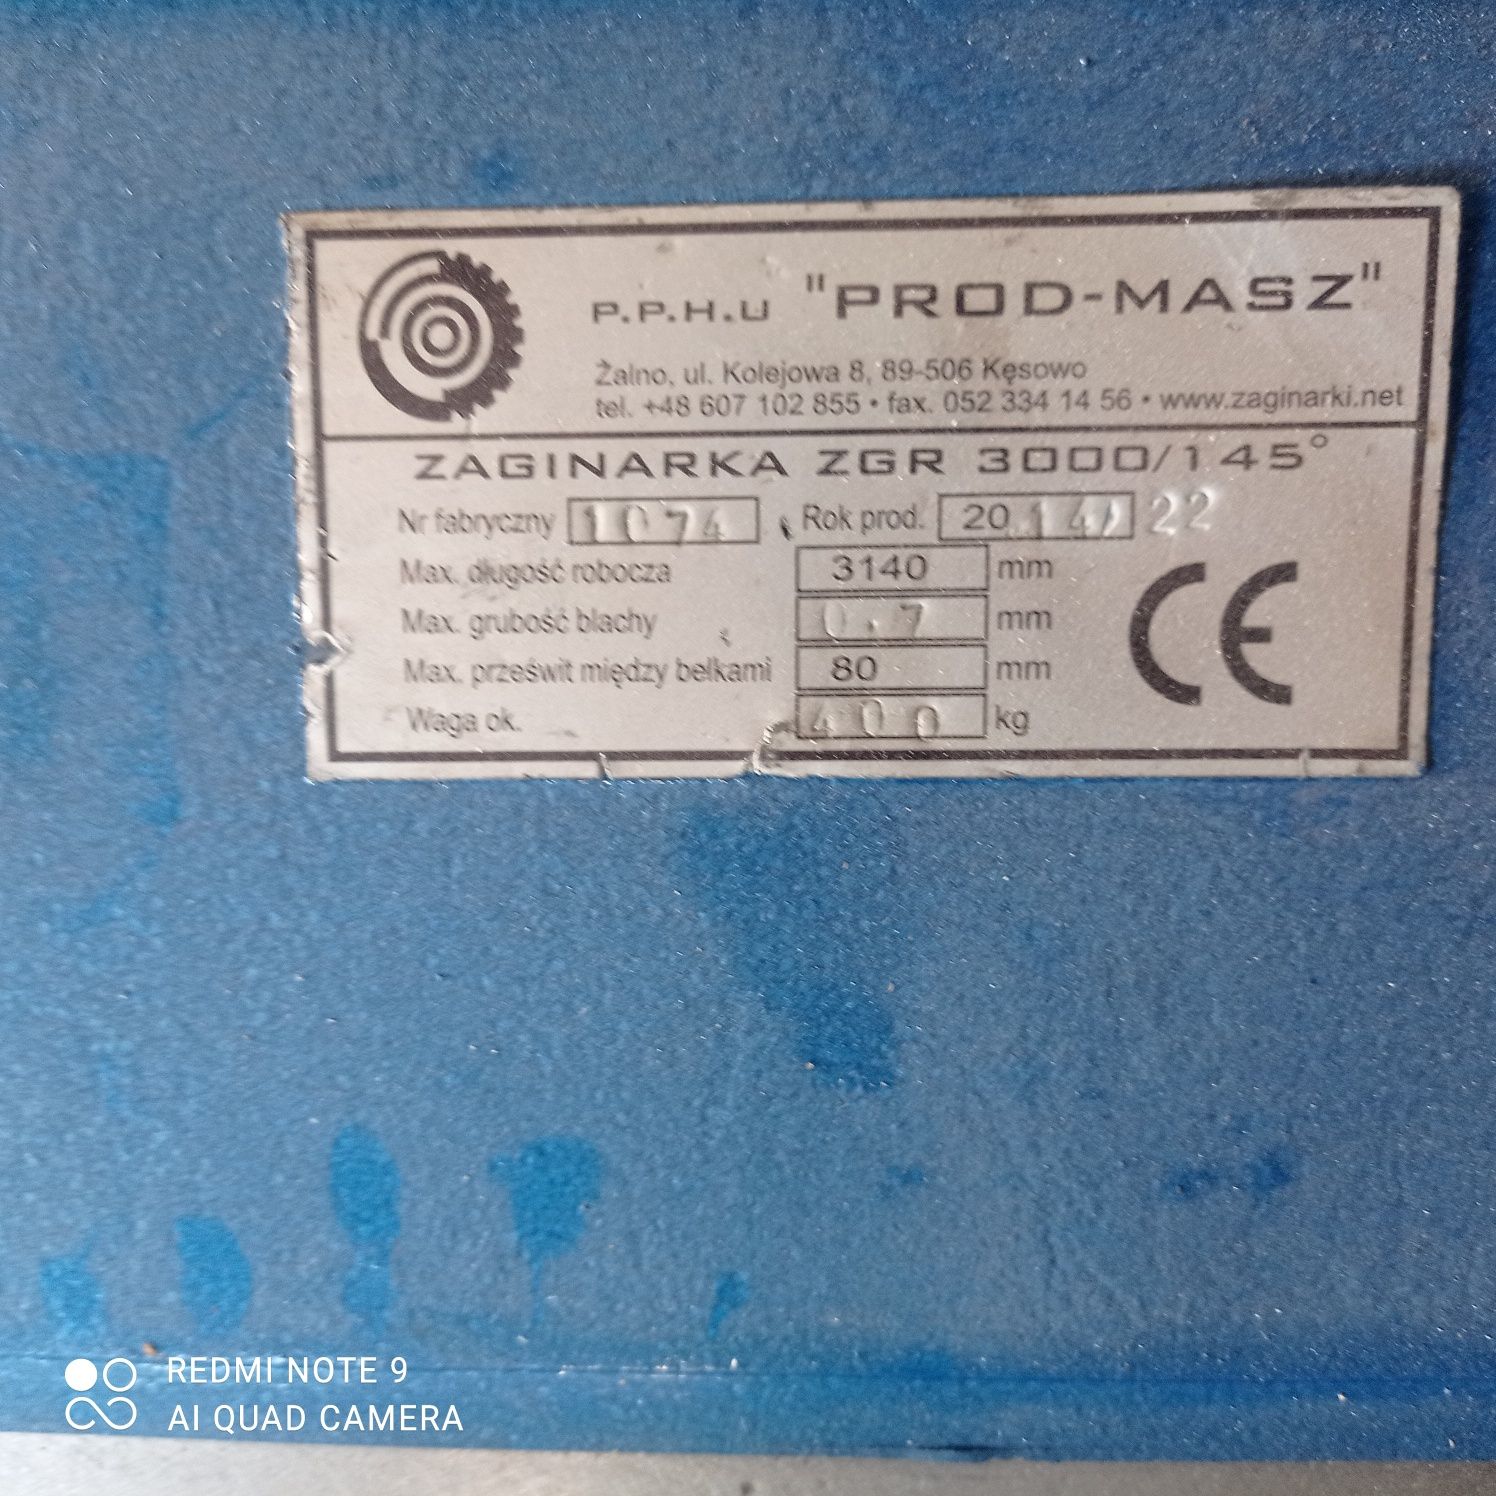 P.P.H.U "PROD-MASZ"
Żalno, ul. Kolejowa 8, 89-506 Kęsowo
tel. +48 607 102 855 • fax. 052 334 14 56 • www.zaginarki.net
ZAGINARKA ZGR 3000/145°
Nr fabryczny 1074 Rok prod. 20 14/ 22
Max. długość robocza 3140 mm
Max. grubość blachy 0.7 mm
Max. prześwit między belkami 80 mm
Waga ok. 400 kg
CE
REDMI NOTE 9
AI QUAD CAMERA